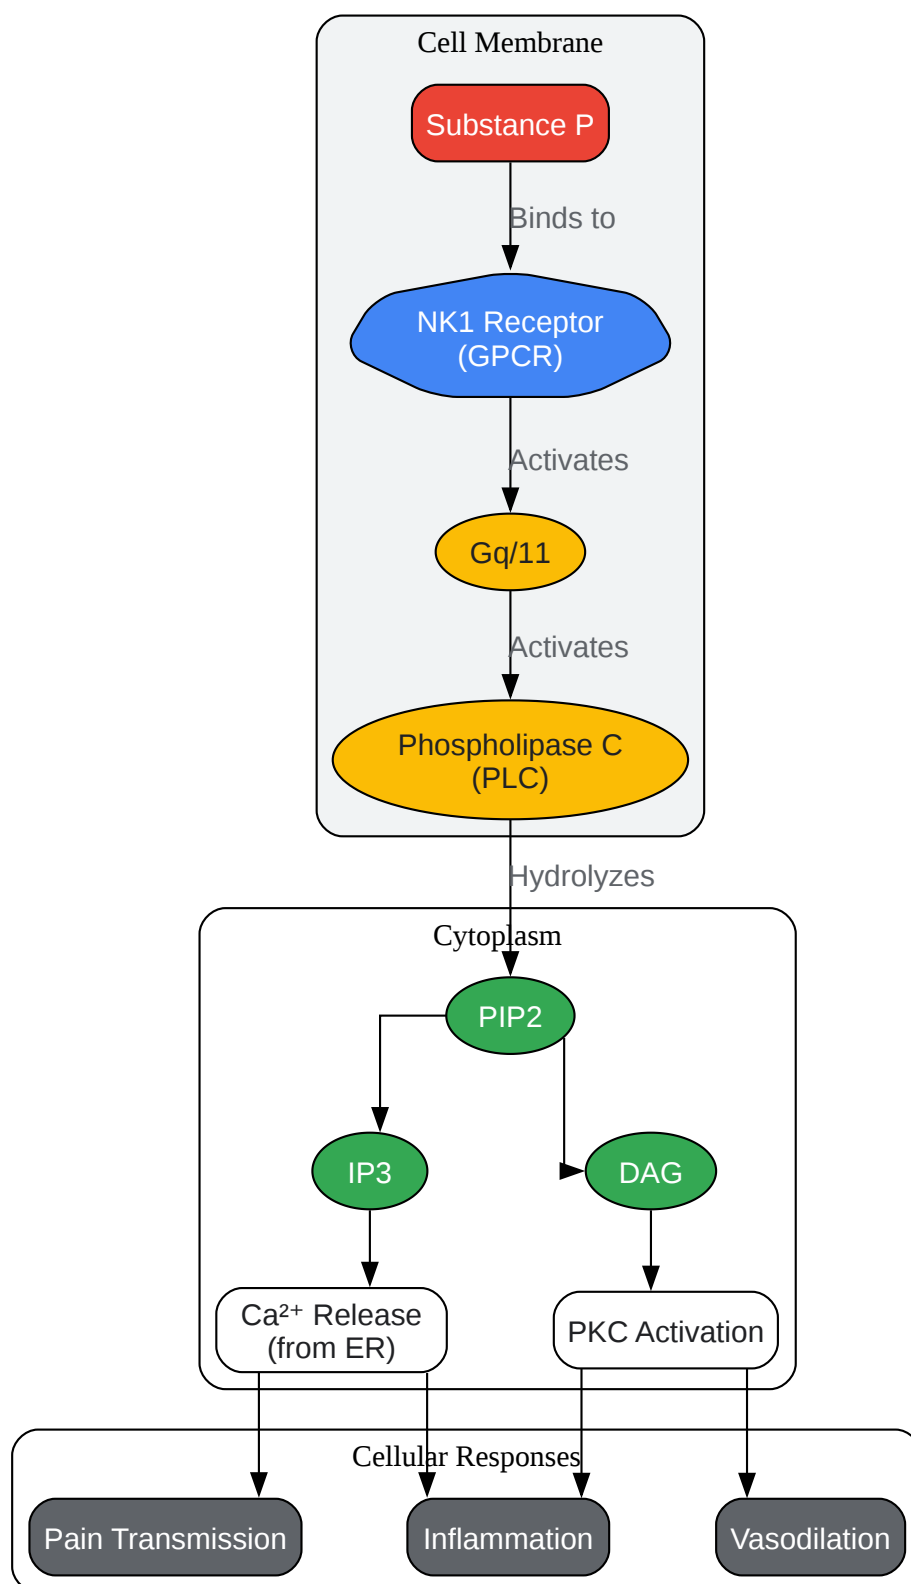 Cell Membrane
Substance P
Binds to
NK1 Receptor
(GPCR)
Activates
Gq/11
Activates
Phospholipase C
(PLC)
Hydrolyzes
Cytoplasm
PIP2
IP3
DAG
Ca²⁺ Release
(from ER)
PKC Activation
Cellular Responses
Pain Transmission
Inflammation
Vasodilation